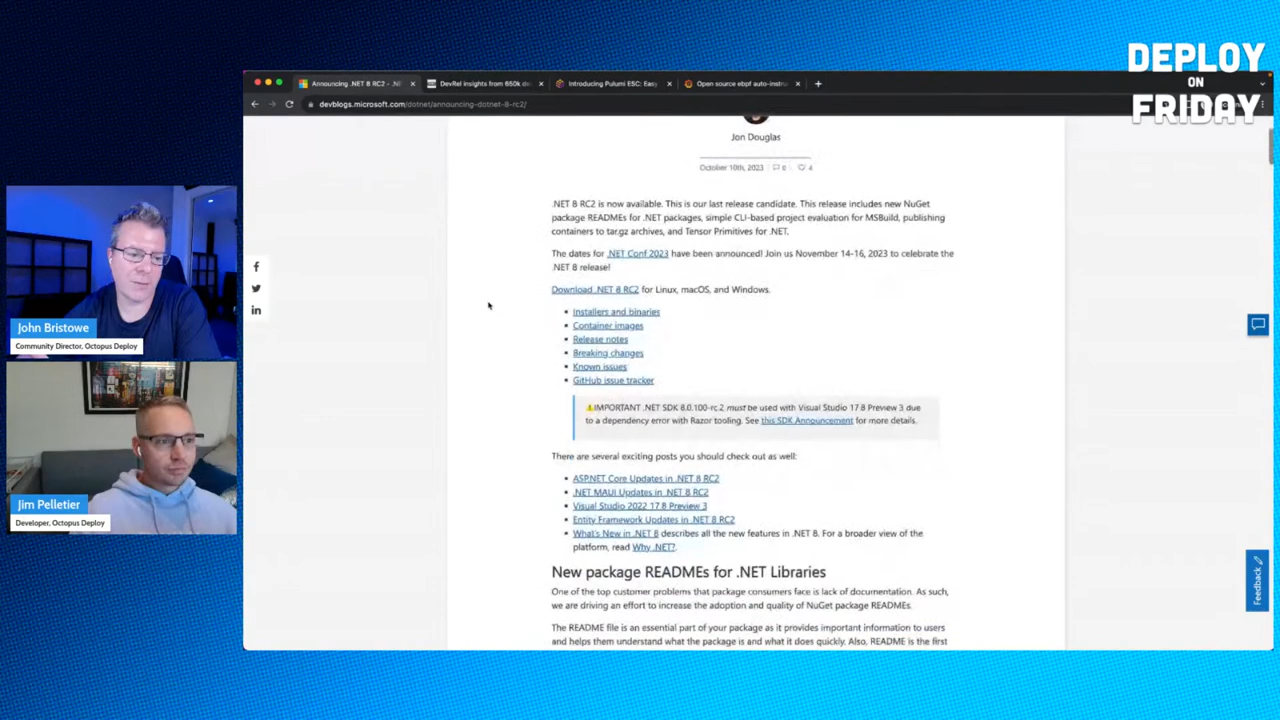 DEPLOY
ON
FRIDAY
Announcing .NET 8 RC2 - .NE
DevRel insights from 650k de
Introducing Pulumi ESC: Easy
Open source ebpf auto-instru
devblogs.microsoft.com/dotnet/announcing-dotnet-8-rc2/
Jon Douglas
October 10th, 2023 0 4
.NET 8 RC2 is now available. This is our last release candidate. This release includes new NuGet
package READMEs for .NET packages, simple CLI-based project evaluation for MSBuild, publishing
containers to tar.gz archives, and Tensor Primitives for .NET.
The dates for .NET Conf 2023 have been announced! Join us November 14-16, 2023 to celebrate the
.NET 8 release!
Download .NET 8 RC2 for Linux, macOS, and Windows.
Installers and binaries
Container images
Release notes
Breaking changes
Known issues
GitHub issue tracker
⚠IMPORTANT .NET SDK 8.0.100-rc.2 must be used with Visual Studio 17.8 Preview 3 due
to a dependency error with Razor tooling. See this SDK Announcement for more details.
There are several exciting posts you should check out as well:
ASP.NET Core Updates in .NET 8 RC2
.NET MAUI Updates in .NET 8 RC2
Visual Studio 2022 17.8 Preview 3
Entity Framework Updates in .NET 8 RC2
What's New in .NET 8 describes all the new features in .NET 8. For a broader view of the
platform, read Why .NET?.
New package READMEs for .NET Libraries
One of the top customer problems that package consumers face is lack of documentation. As such,
we are driving an effort to increase the adoption and quality of NuGet package READMEs.
The README file is an essential part of your package as it provides important information to users
and helps them understand what the package is and what it does quickly. Also, README is the first
Feedback
John Bristowe
Community Director, Octopus Deploy
Jim Pelletier
Developer, Octopus Deploy